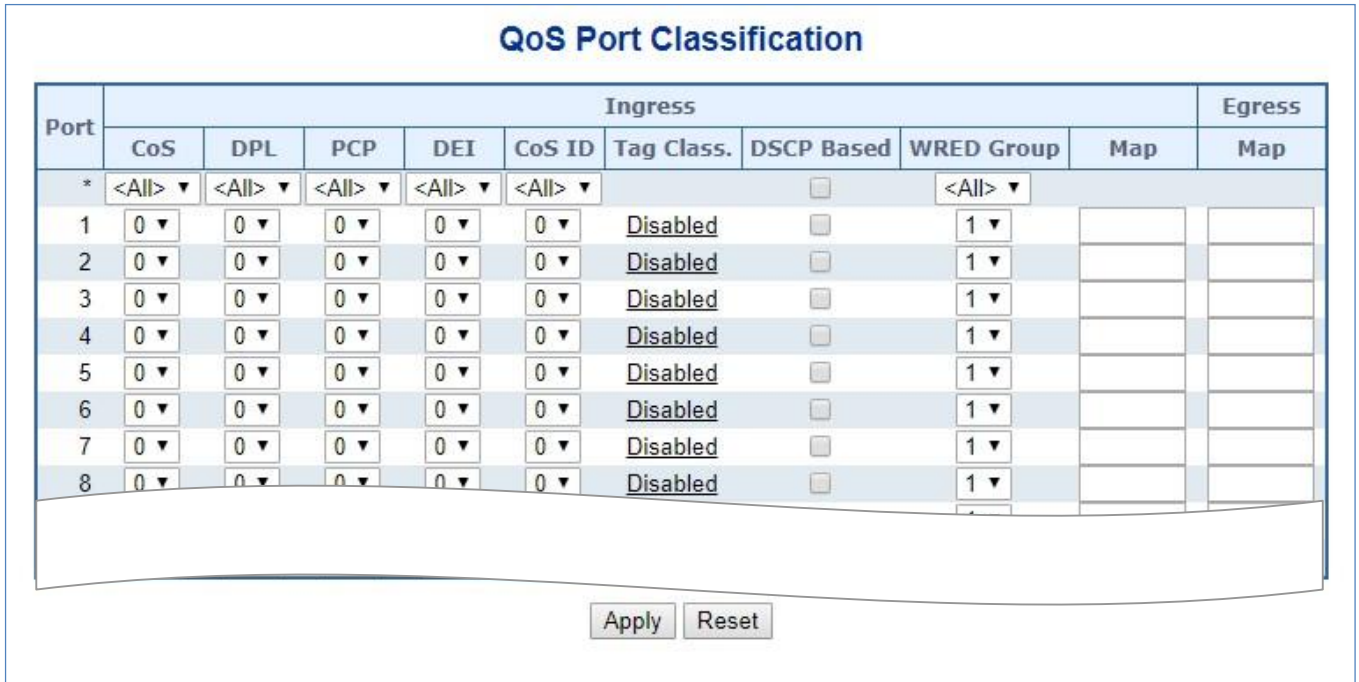 QoS Port Classification
Port Ingress Egress
CoS DPL PCP DEI CoS ID Tag Class. DSCP Based WRED Group Map Map
* <All> <All> <All> <All> <All> <All>
1 0 0 0 0 0 Disabled 1
2 0 0 0 0 0 Disabled 1
3 0 0 0 0 0 Disabled 1
4 0 0 0 0 0 Disabled 1
5 0 0 0 0 0 Disabled 1
6 0 0 0 0 0 Disabled 1
7 0 0 0 0 0 Disabled 1
8 0 0 0 0 0 Disabled 1
Apply Reset